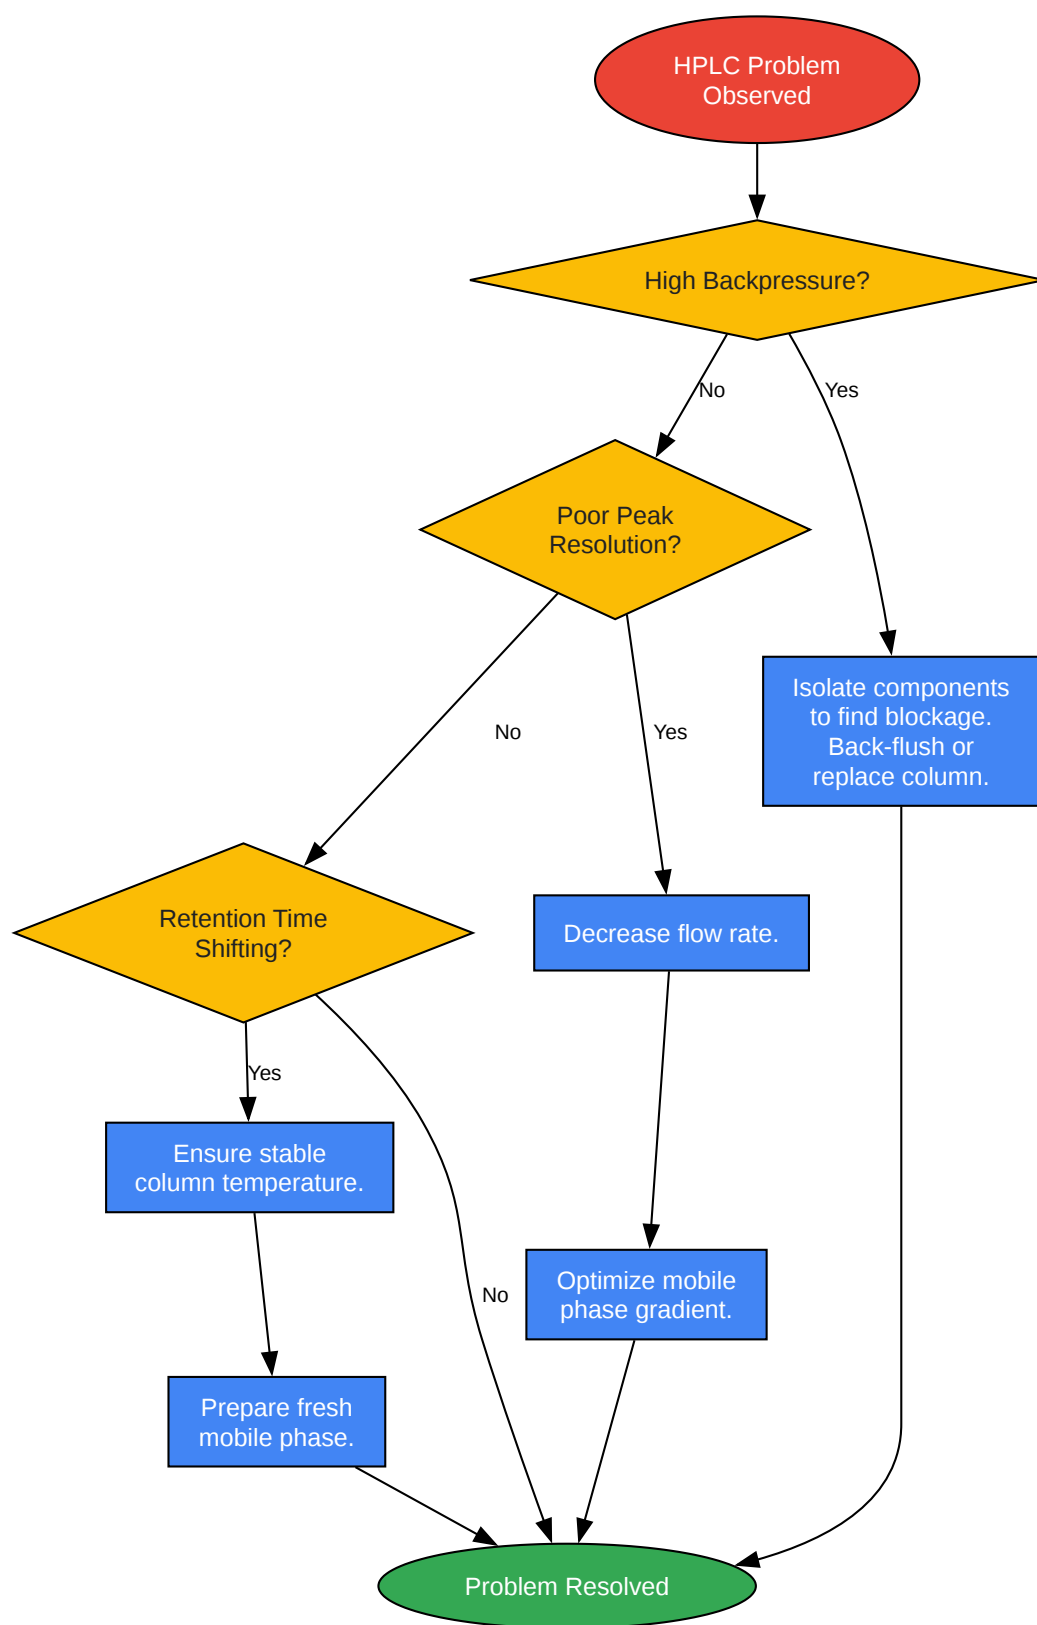 HPLC Problem
Observed
High Backpressure?
No
Yes
Poor Peak
Resolution?
Isolate components
to find blockage.
Back-flush or
replace column.
No
Yes
Retention Time
Shifting?
Decrease flow rate.
Yes
Ensure stable
column temperature.
No
Optimize mobile
phase gradient.
Prepare fresh
mobile phase.
Problem Resolved